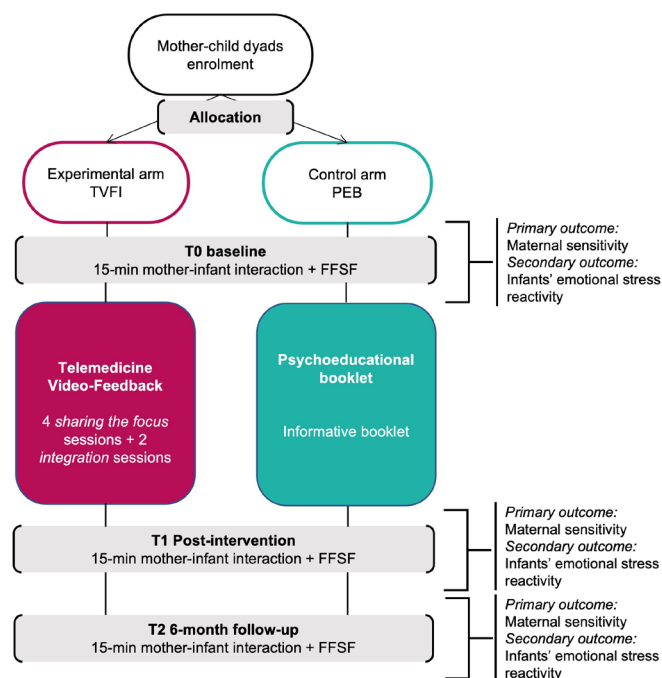 Mother-child dyads
enrolment
Allocation
Experimental arm
TVFI
Control arm
PEB
T0 baseline
15-min mother-infant interaction + FFSF
Primary outcome:
Maternal sensitivity
Secondary outcome:
Infants' emotional stress
reactivity
Telemedicine
Video-Feedback
4 sharing the focus
sessions + 2
integration sessions
Psychoeducational
booklet
Informative booklet
T1 Post-intervention
15-min mother-infant interaction + FFSF
Primary outcome:
Maternal sensitivity
Secondary outcome:
Infants' emotional stress
reactivity
T2 6-month follow-up
15-min mother-infant interaction + FFSF
Primary outcome:
Maternal sensitivity
Secondary outcome:
Infants' emotional stress
reactivity